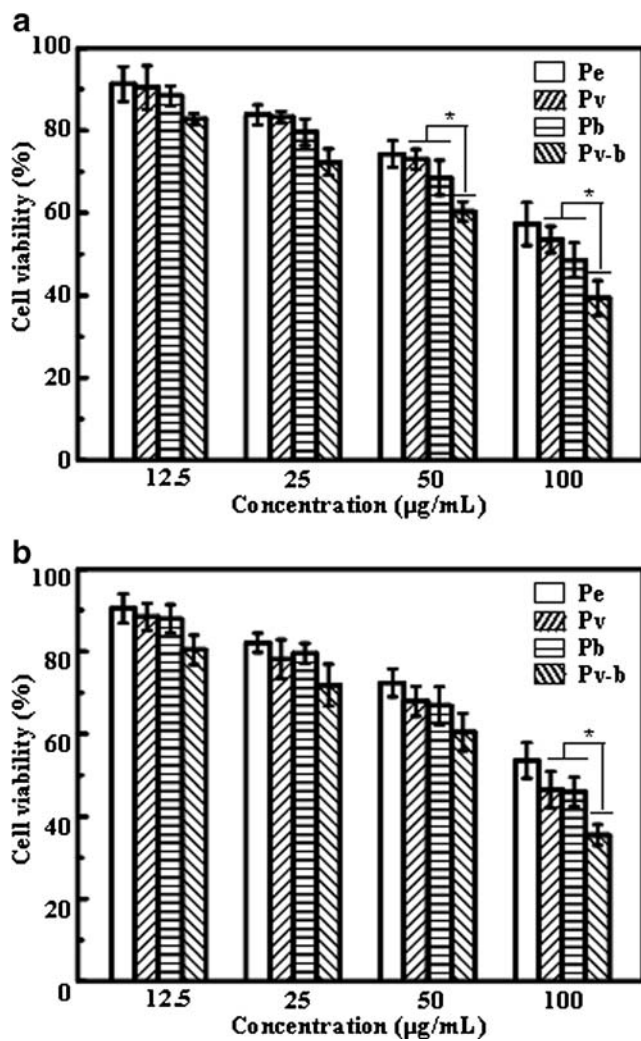 a
100
80
60
40
20
0
Cell viability (%)
Pe
Pv
Pb
Pv-b
*
*
12.5 25 50 100
Concentration (µg/mL)
b
100
80
60
40
20
0
Cell viability (%)
Pe
Pv
Pb
Pv-b
*
12.5 25 50 100
Concentration (µg/mL)